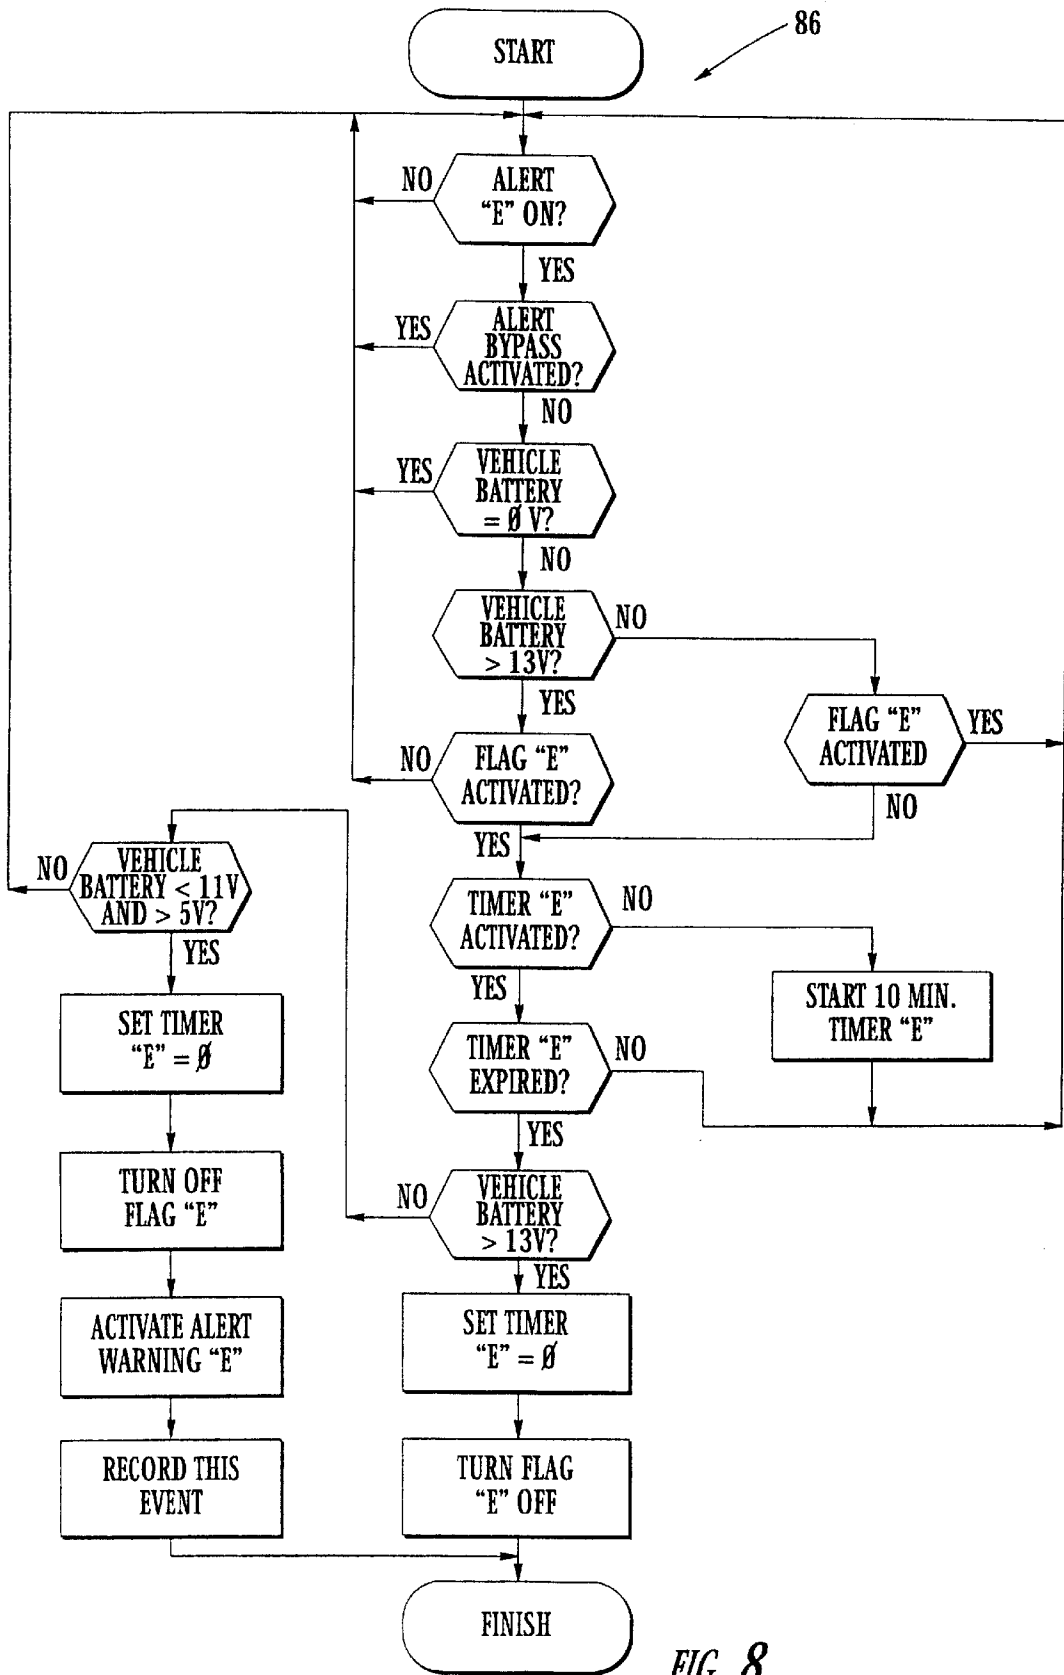 86
START
ALERT
“E” ON?
NO
YES
ALERT
BYPASS
ACTIVATED?
YES
NO
VEHICLE
BATTERY
= Ø V?
YES
NO
VEHICLE
BATTERY
> 13V?
NO
YES
FLAG “E”
ACTIVATED
YES
NO
FLAG “E”
ACTIVATED?
NO
YES
VEHICLE
BATTERY < 11V
AND > 5V?
NO
YES
TIMER “E”
ACTIVATED?
NO
YES
START 10 MIN.
TIMER “E”
SET TIMER
“E” = Ø
TIMER “E”
EXPIRED?
NO
YES
TURN OFF
FLAG “E”
VEHICLE
BATTERY
> 13V?
NO
YES
ACTIVATE ALERT
WARNING “E”
SET TIMER
“E” = Ø
RECORD THIS
EVENT
TURN FLAG
“E” OFF
FINISH
FIG. 8